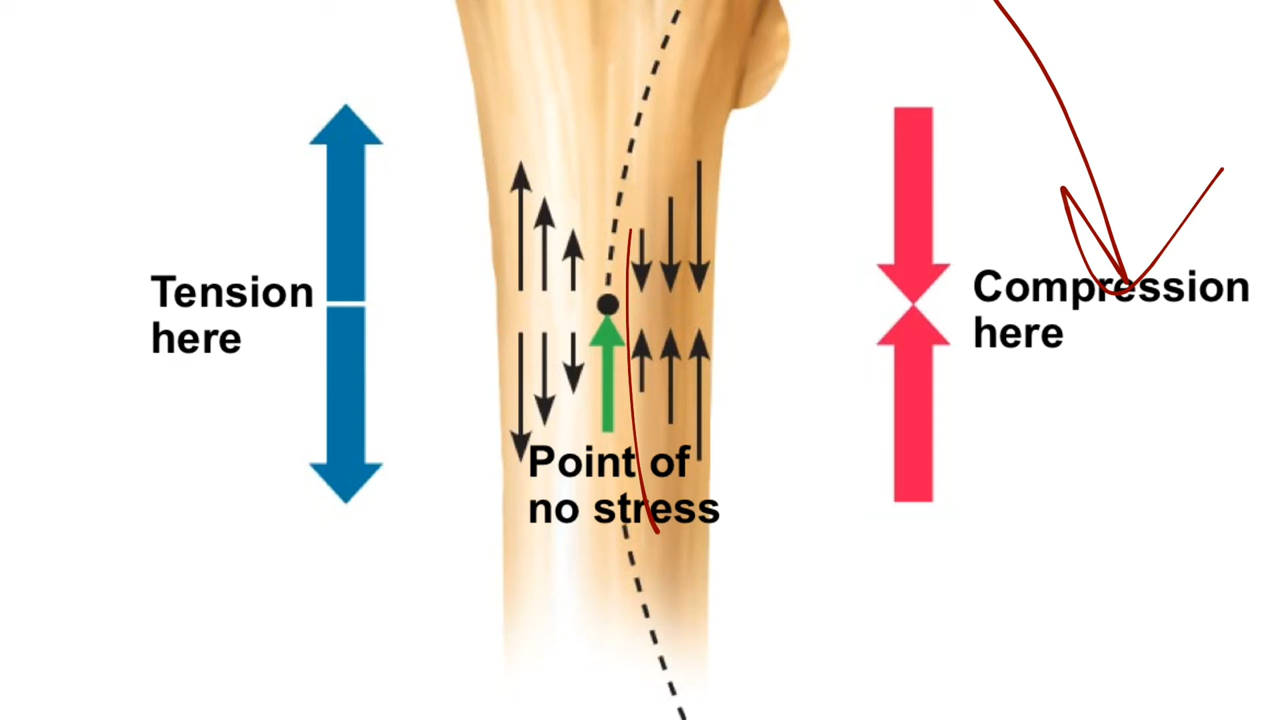 Tension
here
Compression
here
Point of
no stress